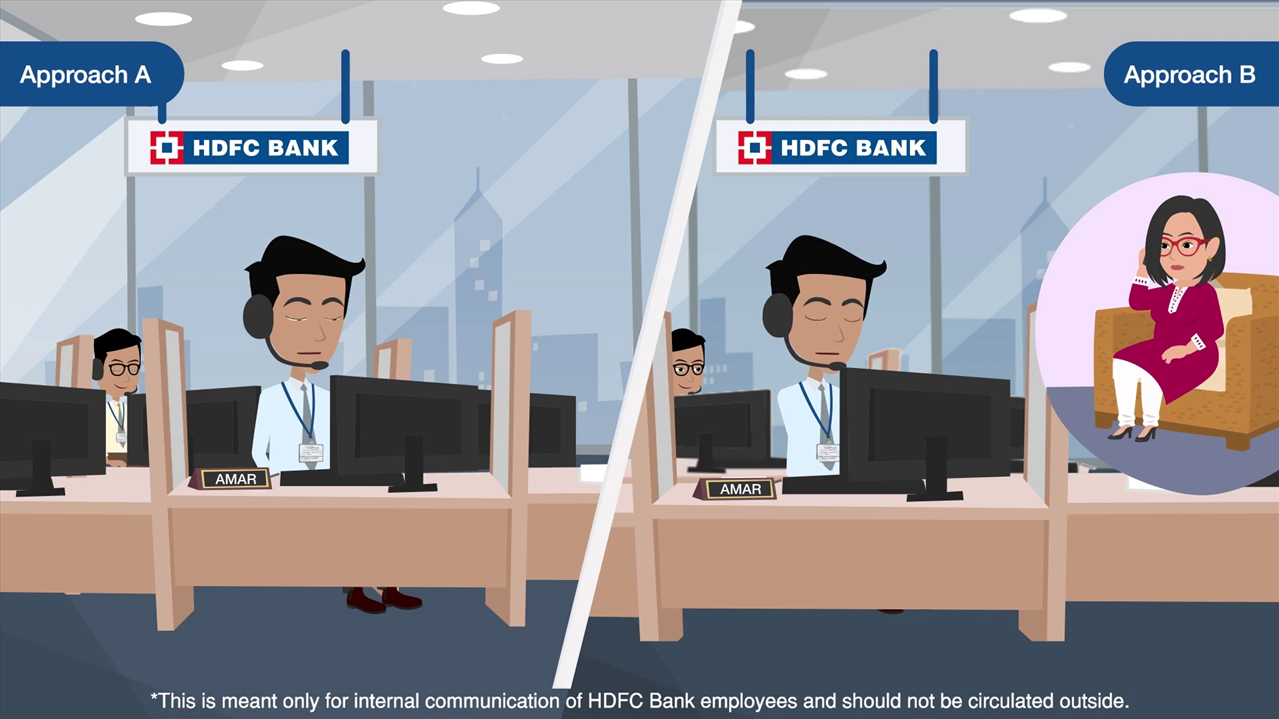 Approach A
Approach B
HDFC BANK
HDFC BANK
AMAR
AMAR
*This is meant only for internal communication of HDFC Bank employees and should not be circulated outside.